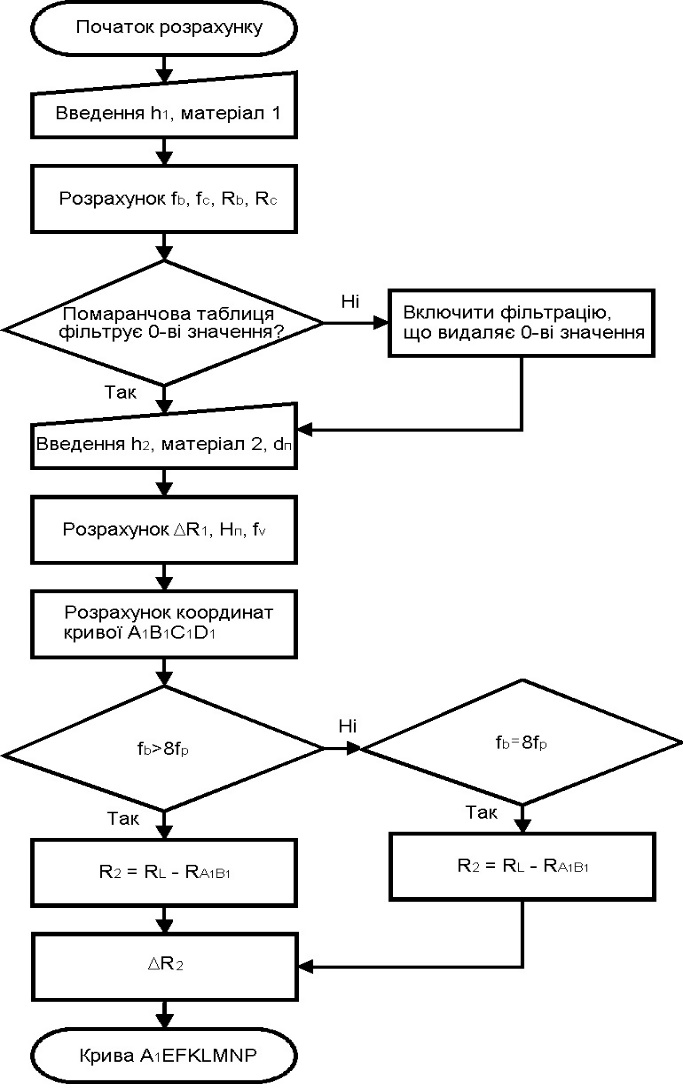 Початок розрахунку
Введення h1, матеріал 1
Розрахунок fb, fc, Rb, Rc
Помаранчова таблиця
фільтрує 0-ві значення?
Ні
Включити фільтрацію,
що видаляє 0-ві значення
Так
Введення h2, матеріал 2, dп
Розрахунок ΔR1, Hп, fv
Розрахунок координат
кривої A1B1C1D1
fb>8fp
Ні
fb=8fp
Так
Так
R2 = RL - RA1B1
R2 = RL - RA1B1
ΔR2
Крива A1EFKLMNP